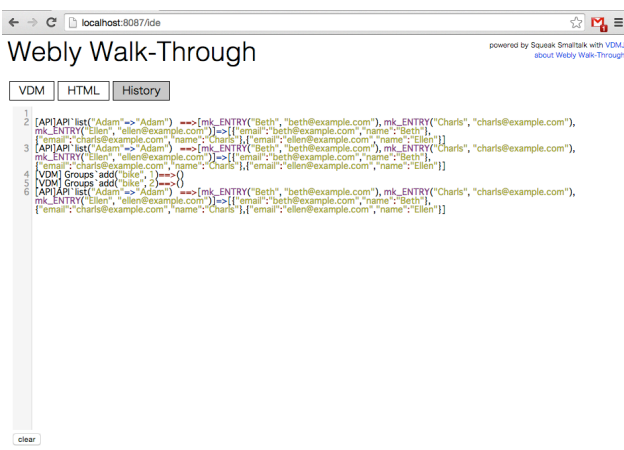 localhost:8087/ide
Webly Walk-Through
powered by Squeak Smalltalk with VDMJ
about Webly Walk-Through
VDM HTML History
1
2 [API]API`list("Adam"=>"Adam") ==>[mk_ENTRY("Beth", "beth@example.com"), mk_ENTRY("Charls", "charls@example.com"),
mk_ENTRY("Ellen", "ellen@example.com")]=>[{"email":"beth@example.com","name":"Beth"},
{"email":"charls@example.com","name":"Charls"},{"email":"ellen@example.com","name":"Ellen"}]
3 [API]API`list("Adam"=>"Adam") ==>[mk_ENTRY("Beth", "beth@example.com"), mk_ENTRY("Charls", "charls@example.com"),
mk_ENTRY("Ellen", "ellen@example.com")]=>[{"email":"beth@example.com","name":"Beth"},
{"email":"charls@example.com","name":"Charls"},{"email":"ellen@example.com","name":"Ellen"}]
4 [VDM] Groups`add("bike", 1)==>()
5 [VDM] Groups`add("bike", 2)==>()
6 [API]API`list("Adam"=>"Adam") ==>[mk_ENTRY("Beth", "beth@example.com"), mk_ENTRY("Charls", "charls@example.com"),
mk_ENTRY("Ellen", "ellen@example.com")]=>[{"email":"beth@example.com","name":"Beth"},
{"email":"charls@example.com","name":"Charls"},{"email":"ellen@example.com","name":"Ellen"}]
clear